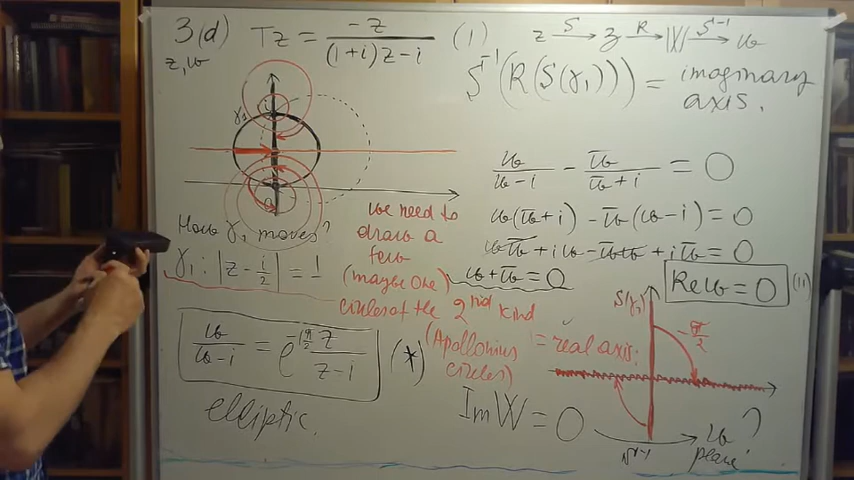 3(d) Tz = -z / ((1+i)z - i) (1)
z, w
z →S z →R W →S⁻¹ w
S⁻¹(R(S(γ₁))) = imaginary axis.
γ₁
i
0
How γ₁ moves?
γ₁ : |z - i/2| = 1
we need to
draw a
few
(maybe one)
circles of the 2nd kind
(Apollonius
circles)
w/(w-i) = e^(-iπ/2) z/(z-i) (*)
elliptic.
w/(w-i) - w̄/(w̄+i) = 0
w(w̄+i) - w̄(w-i) = 0
ww̄ + iw - w̄w + iw̄ = 0
w + w̄ = 0
Re w = 0 (11)
S(γ₁)
-π/2
= real axis:
Im W = 0
w
plane
?